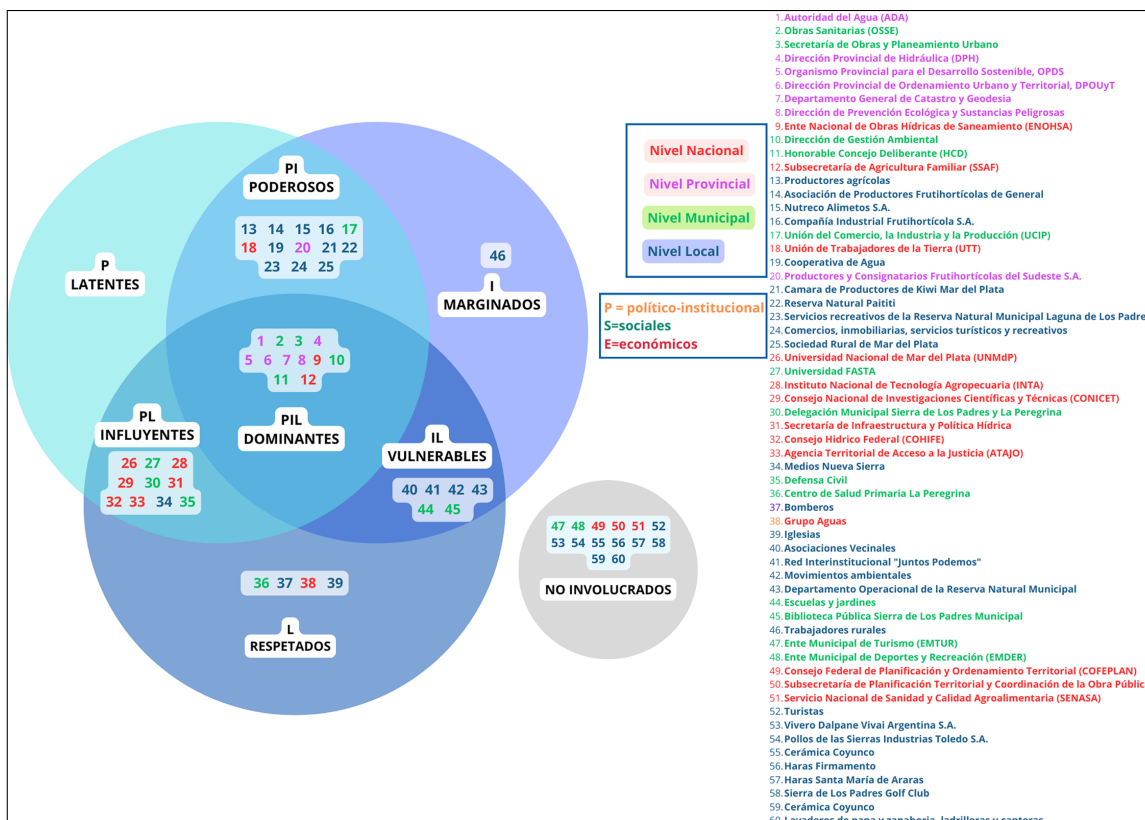 PI
PODEROSOS
13 14 15 16 17
18 19 20 21 22
23 24 25
P
LATENTES
46
I
MARGINADOS
1 2 3 4
5 6 7 8 9 10
11 12
PIL
DOMINANTES
PL
INFLUYENTES
26 27 28
29 30 31
32 33 34 35
IL
VULNERABLES
40 41 42 43
44 45
36 37 38 39
L
RESPETADOS
47 48 49 50 51 52
53 54 55 56 57 58
59 60
NO INVOLUCRADOS
Nivel Nacional
Nivel Provincial
Nivel Municipal
Nivel Local
P = político-institucional
S=sociales
E=económicos
1. Autoridad del Agua (ADA)
2. Obras Sanitarias (OSSE)
3. Secretaría de Obras y Planeamiento Urbano
4. Dirección Provincial de Hidráulica (DPH)
5. Organismo Provincial para el Desarrollo Sostenible, OPDS
6. Dirección Provincial de Ordenamiento Urbano y Territorial, DPOUyT
7. Departamento General de Catastro y Geodesia
8. Dirección de Prevención Ecológica y Sustancias Peligrosas
9. Ente Nacional de Obras Hídricas de Saneamiento (ENOHSA)
10. Dirección de Gestión Ambiental
11. Honorable Concejo Deliberante (HCD)
12. Subsecretaría de Agricultura Familiar (SSAF)
13. Productores agrícolas
14. Asociación de Productores Frutihortícolas de General
15. Nutreco Alimetos S.A.
16. Compañía Industrial Frutihortícola S.A.
17. Unión del Comercio, la Industria y la Producción (UCIP)
18. Unión de Trabajadores de la Tierra (UTT)
19. Cooperativa de Agua
20. Productores y Consignatarios Frutihortícolas del Sudeste S.A.
21. Camara de Productores de Kiwi Mar del Plata
22. Reserva Natural Paititi
23. Servicios recreativos de la Reserva Natural Municipal Laguna de Los Padre
24. Comercios, inmobiliarias, servicios turísticos y recreativos
25. Sociedad Rural de Mar del Plata
26. Universidad Nacional de Mar del Plata (UNMdP)
27. Universidad FASTA
28. Instituto Nacional de Tecnología Agropecuaria (INTA)
29. Consejo Nacional de Investigaciones Científicas y Técnicas (CONICET)
30. Delegación Municipal Sierra de Los Padres y La Peregrina
31. Secretaría de Infraestructura y Política Hídrica
32. Consejo Hidrico Federal (COHIFE)
33. Agencia Territorial de Acceso a la Justicia (ATAJO)
34. Medios Nueva Sierra
35. Defensa Civil
36. Centro de Salud Primaria La Peregrina
37. Bomberos
38. Grupo Aguas
39. Iglesias
40. Asociaciones Vecinales
41. Red Interinstitucional "Juntos Podemos"
42. Movimientos ambientales
43. Departamento Operacional de la Reserva Natural Municipal
44. Escuelas y jardines
45. Biblioteca Pública Sierra de Los Padres Municipal
46. Trabajadores rurales
47. Ente Municipal de Turismo (EMTUR)
48. Ente Municipal de Deportes y Recreación (EMDER)
49. Consejo Federal de Planificación y Ordenamiento Territorial (COFEPLAN)
50. Subsecretaría de Planificación Territorial y Coordinación de la Obra Públic
51. Servicio Nacional de Sanidad y Calidad Agroalimentaria (SENASA)
52. Turistas
53. Vivero Dalpane Vivai Argentina S.A.
54. Pollos de las Sierras Industrias Toledo S.A.
55. Cerámica Coyunco
56. Haras Firmamento
57. Haras Santa María de Araras
58. Sierra de Los Padres Golf Club
59. Cerámica Coyunco
60. Lavaderos de papa y zanahoria, ladrilleras y canteras